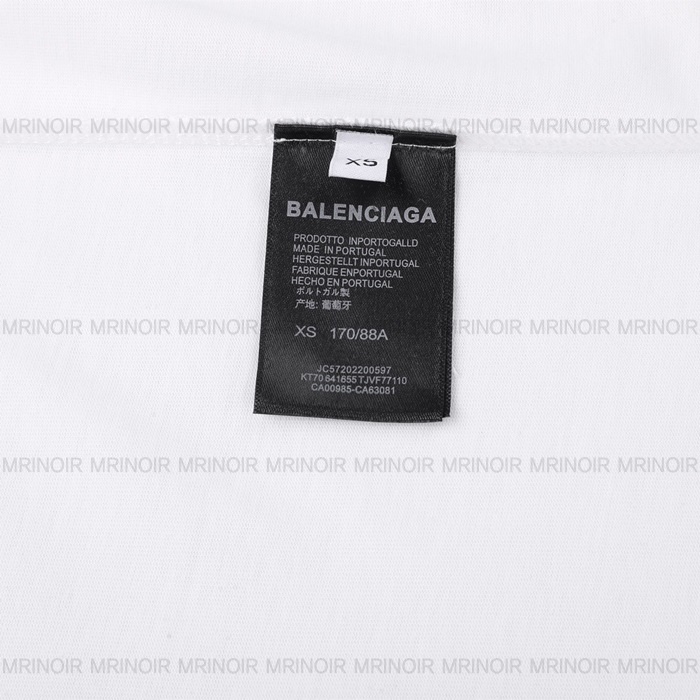 MRINOIR MRINOIR MRINOIR MRINOIR MRINOIR MRINOIR MRINOIR MRINOIR
XS
BALENCIAGA
PRODOTTO INPORTOGALLD
MADE IN PORTUGAL
HERGESTELLT INPORTUGAL
FABRIQUE ENPORTUGAL
HECHO EN PORTUGAL
ポルトガル製
产地: 葡萄牙
MRINOIR MRINOIR MRINOIR MRINOIR MRINOIR MRINOIR MRINOIR MRINOIR
XS 170/88A
JC57202200597
KT70 641655 TJVF77110
CA00985-CA63081
MRINOIR MRINOIR MRINOIR MRINOIR MRINOIR MRINOIR MRINOIR MRINOIR
MRINOIR MRINOIR MRINOIR MRINOIR MRINOIR MRINOIR MRINOIR MRINOIR